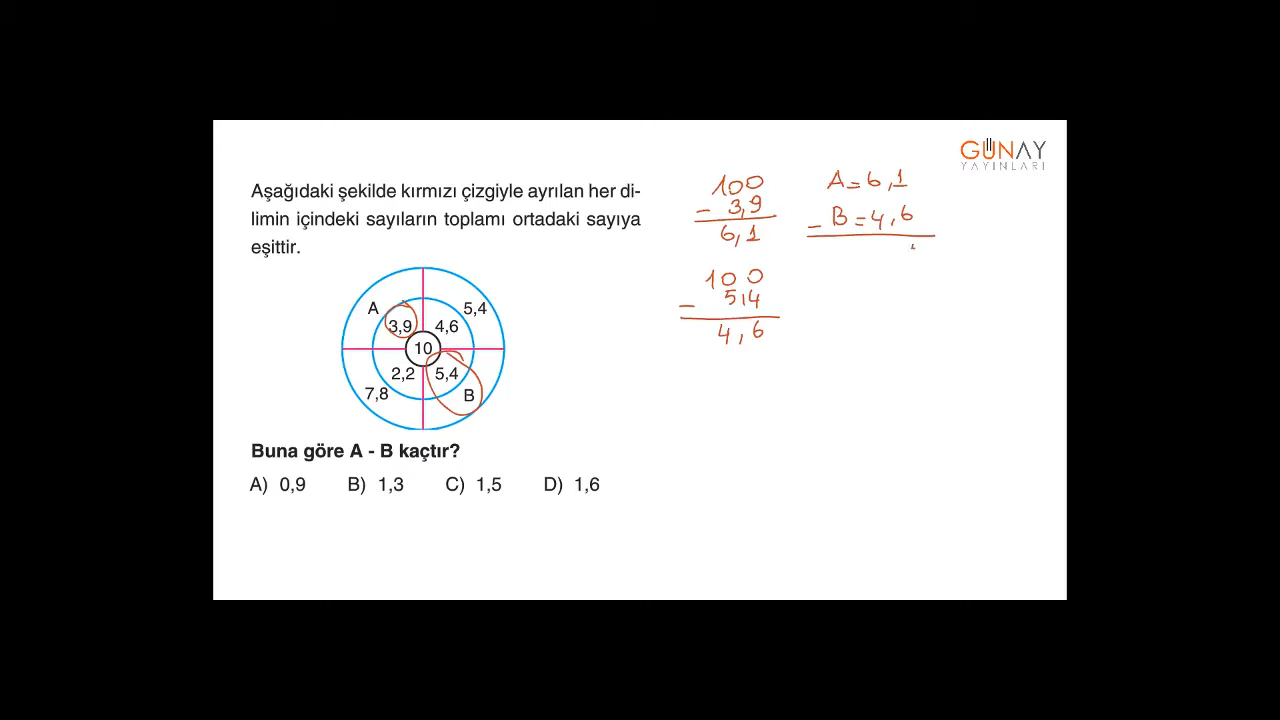 GÜNAY
YAYINLARI
Aşağıdaki şekilde kırmızı çizgiyle ayrılan her di-
limin içindeki sayıların toplamı ortadaki sayıya
eşittir.
A
5,4
3,9
4,6
10
2,2
5,4
7,8
B
Buna göre A - B kaçtır?
A) 0,9 B) 1,3 C) 1,5 D) 1,6
100
- 3,9
6,1
100
- 5,4
4,6
A = 6,1
- B = 4,6